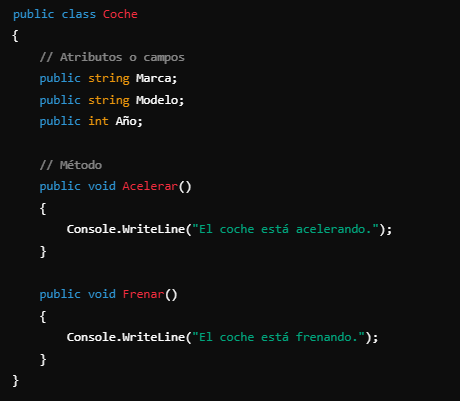 public class Coche
{
// Atributos o campos
public string Marca;
public string Modelo;
public int Año;
// Método
public void Acelerar()
{
Console.WriteLine("El coche está acelerando.");
}
public void Frenar()
{
Console.WriteLine("El coche está frenando.");
}
}